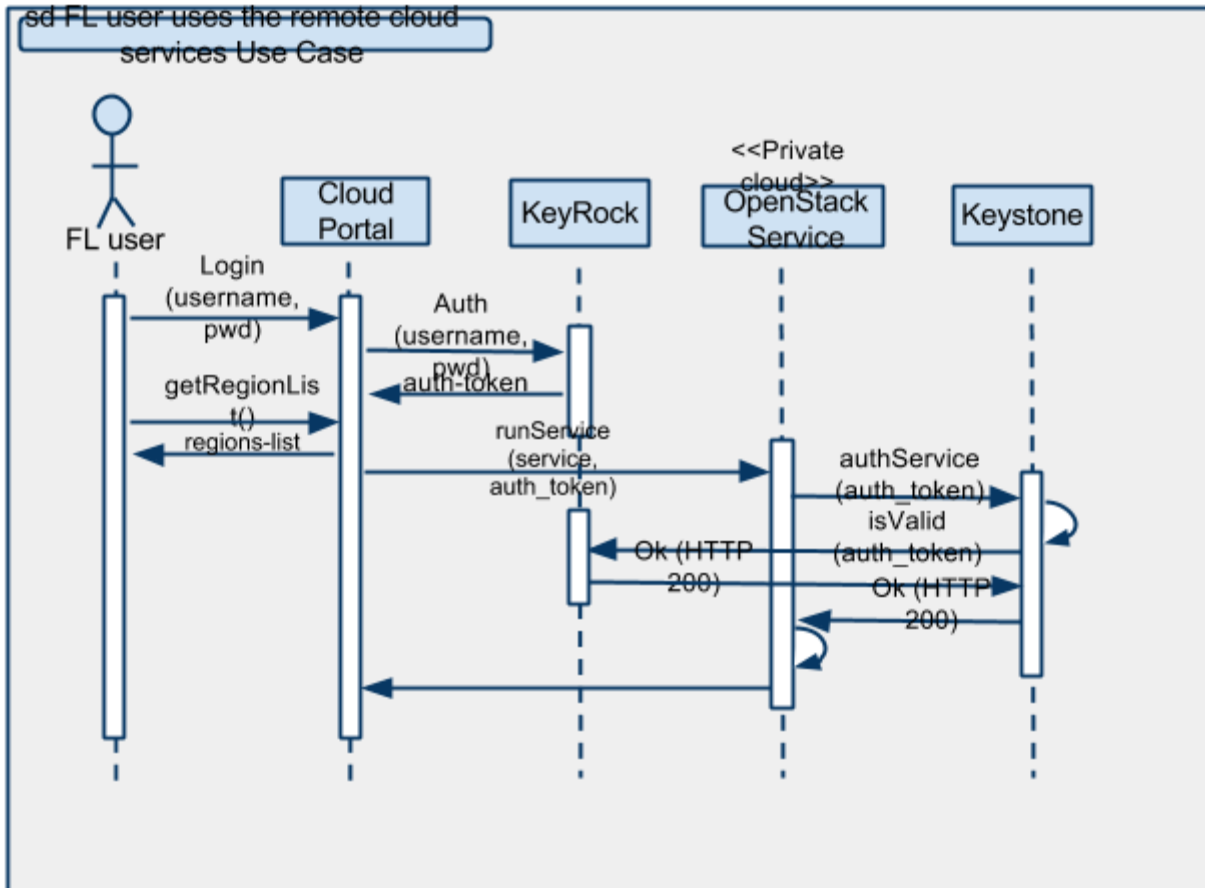 sd FL user uses the remote cloud
services Use Case
<<Private
cloud>>
Cloud
Portal
KeyRock
OpenStack
Service
Keystone
FL user
Login
(username,
pwd)
Auth
(username,
pwd)
auth-token
getRegionLis
t()
regions-list
runService
(service,
auth_token)
authService
(auth_token)
isValid
(auth_token)
Ok (HTTP
200)
Ok (HTTP
200)